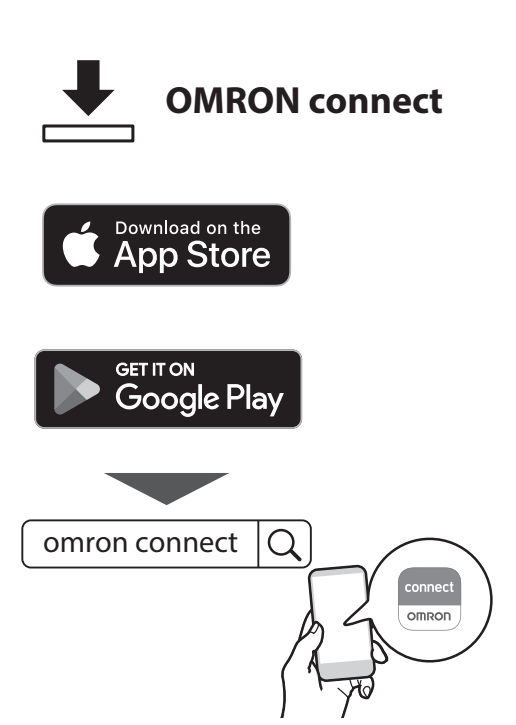 OMRON connect
Download on the
App Store
GET IT ON
Google Play
omron connect
connect
OMRON